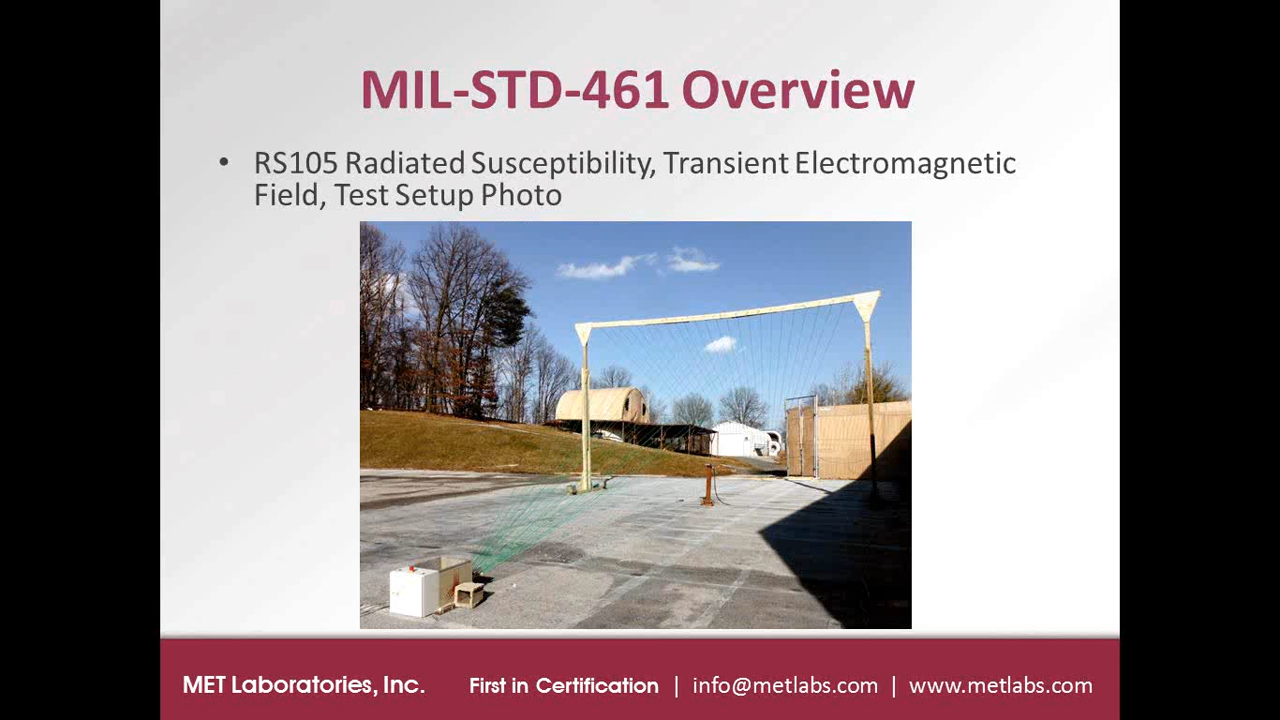 MIL-STD-461 Overview
• RS105 Radiated Susceptibility, Transient Electromagnetic
Field, Test Setup Photo
MET Laboratories, Inc. First in Certification | info@metlabs.com | www.metlabs.com